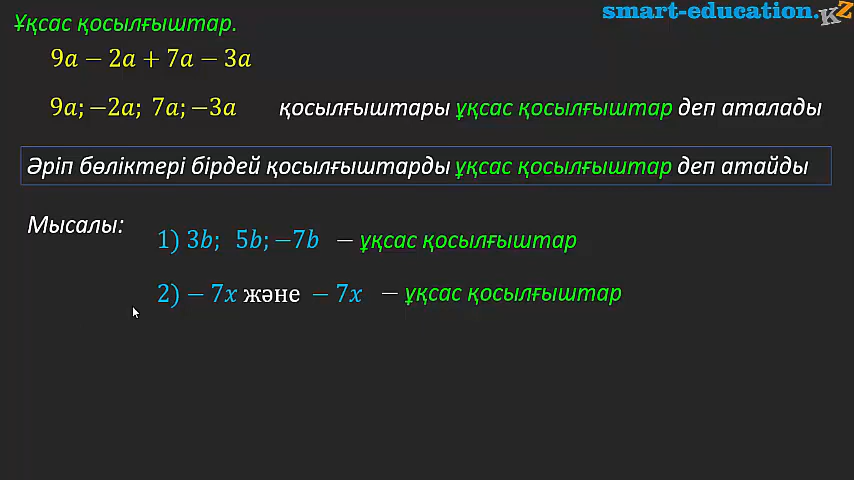 smart-education.KZ
Ұқсас қосылғыштар.
9a − 2a + 7a − 3a
9a; −2a; 7a; −3a қосылғыштары ұқсас қосылғыштар деп аталады
Әріп бөліктері бірдей қосылғыштарды ұқсас қосылғыштар деп атайды
Мысалы:
1) 3b; 5b; −7b − ұқсас қосылғыштар
2) − 7x және − 7x − ұқсас қосылғыштар